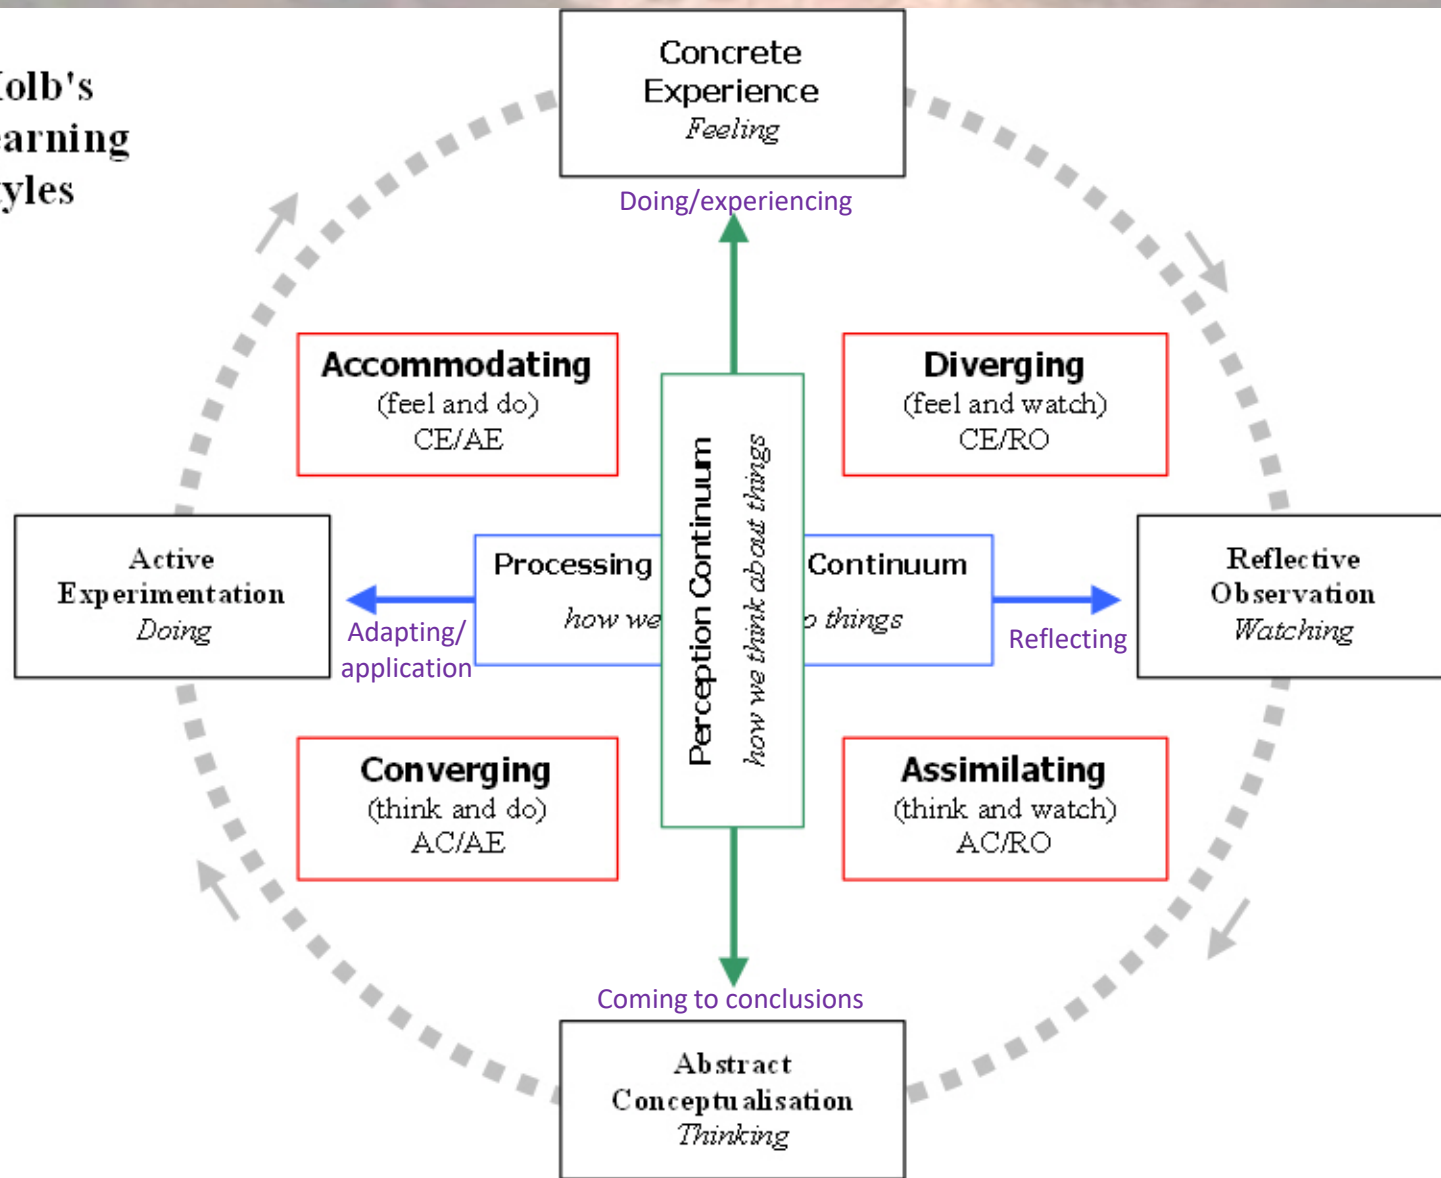 olb's
earning
yles
Concrete
Experience
Feeling
Doing/experiencing
Accommodating
(feel and do)
CE/AE
Diverging
(feel and watch)
CE/RO
Perception Continuum
how we think about things
Active
Experimentation
Doing
Adapting/
application
Processing Continuum
how we o things
Reflecting
Reflective
Observation
Watching
Converging
(think and do)
AC/AE
Assimilating
(think and watch)
AC/RO
Coming to conclusions
Abstract
Conceptualisation
Thinking